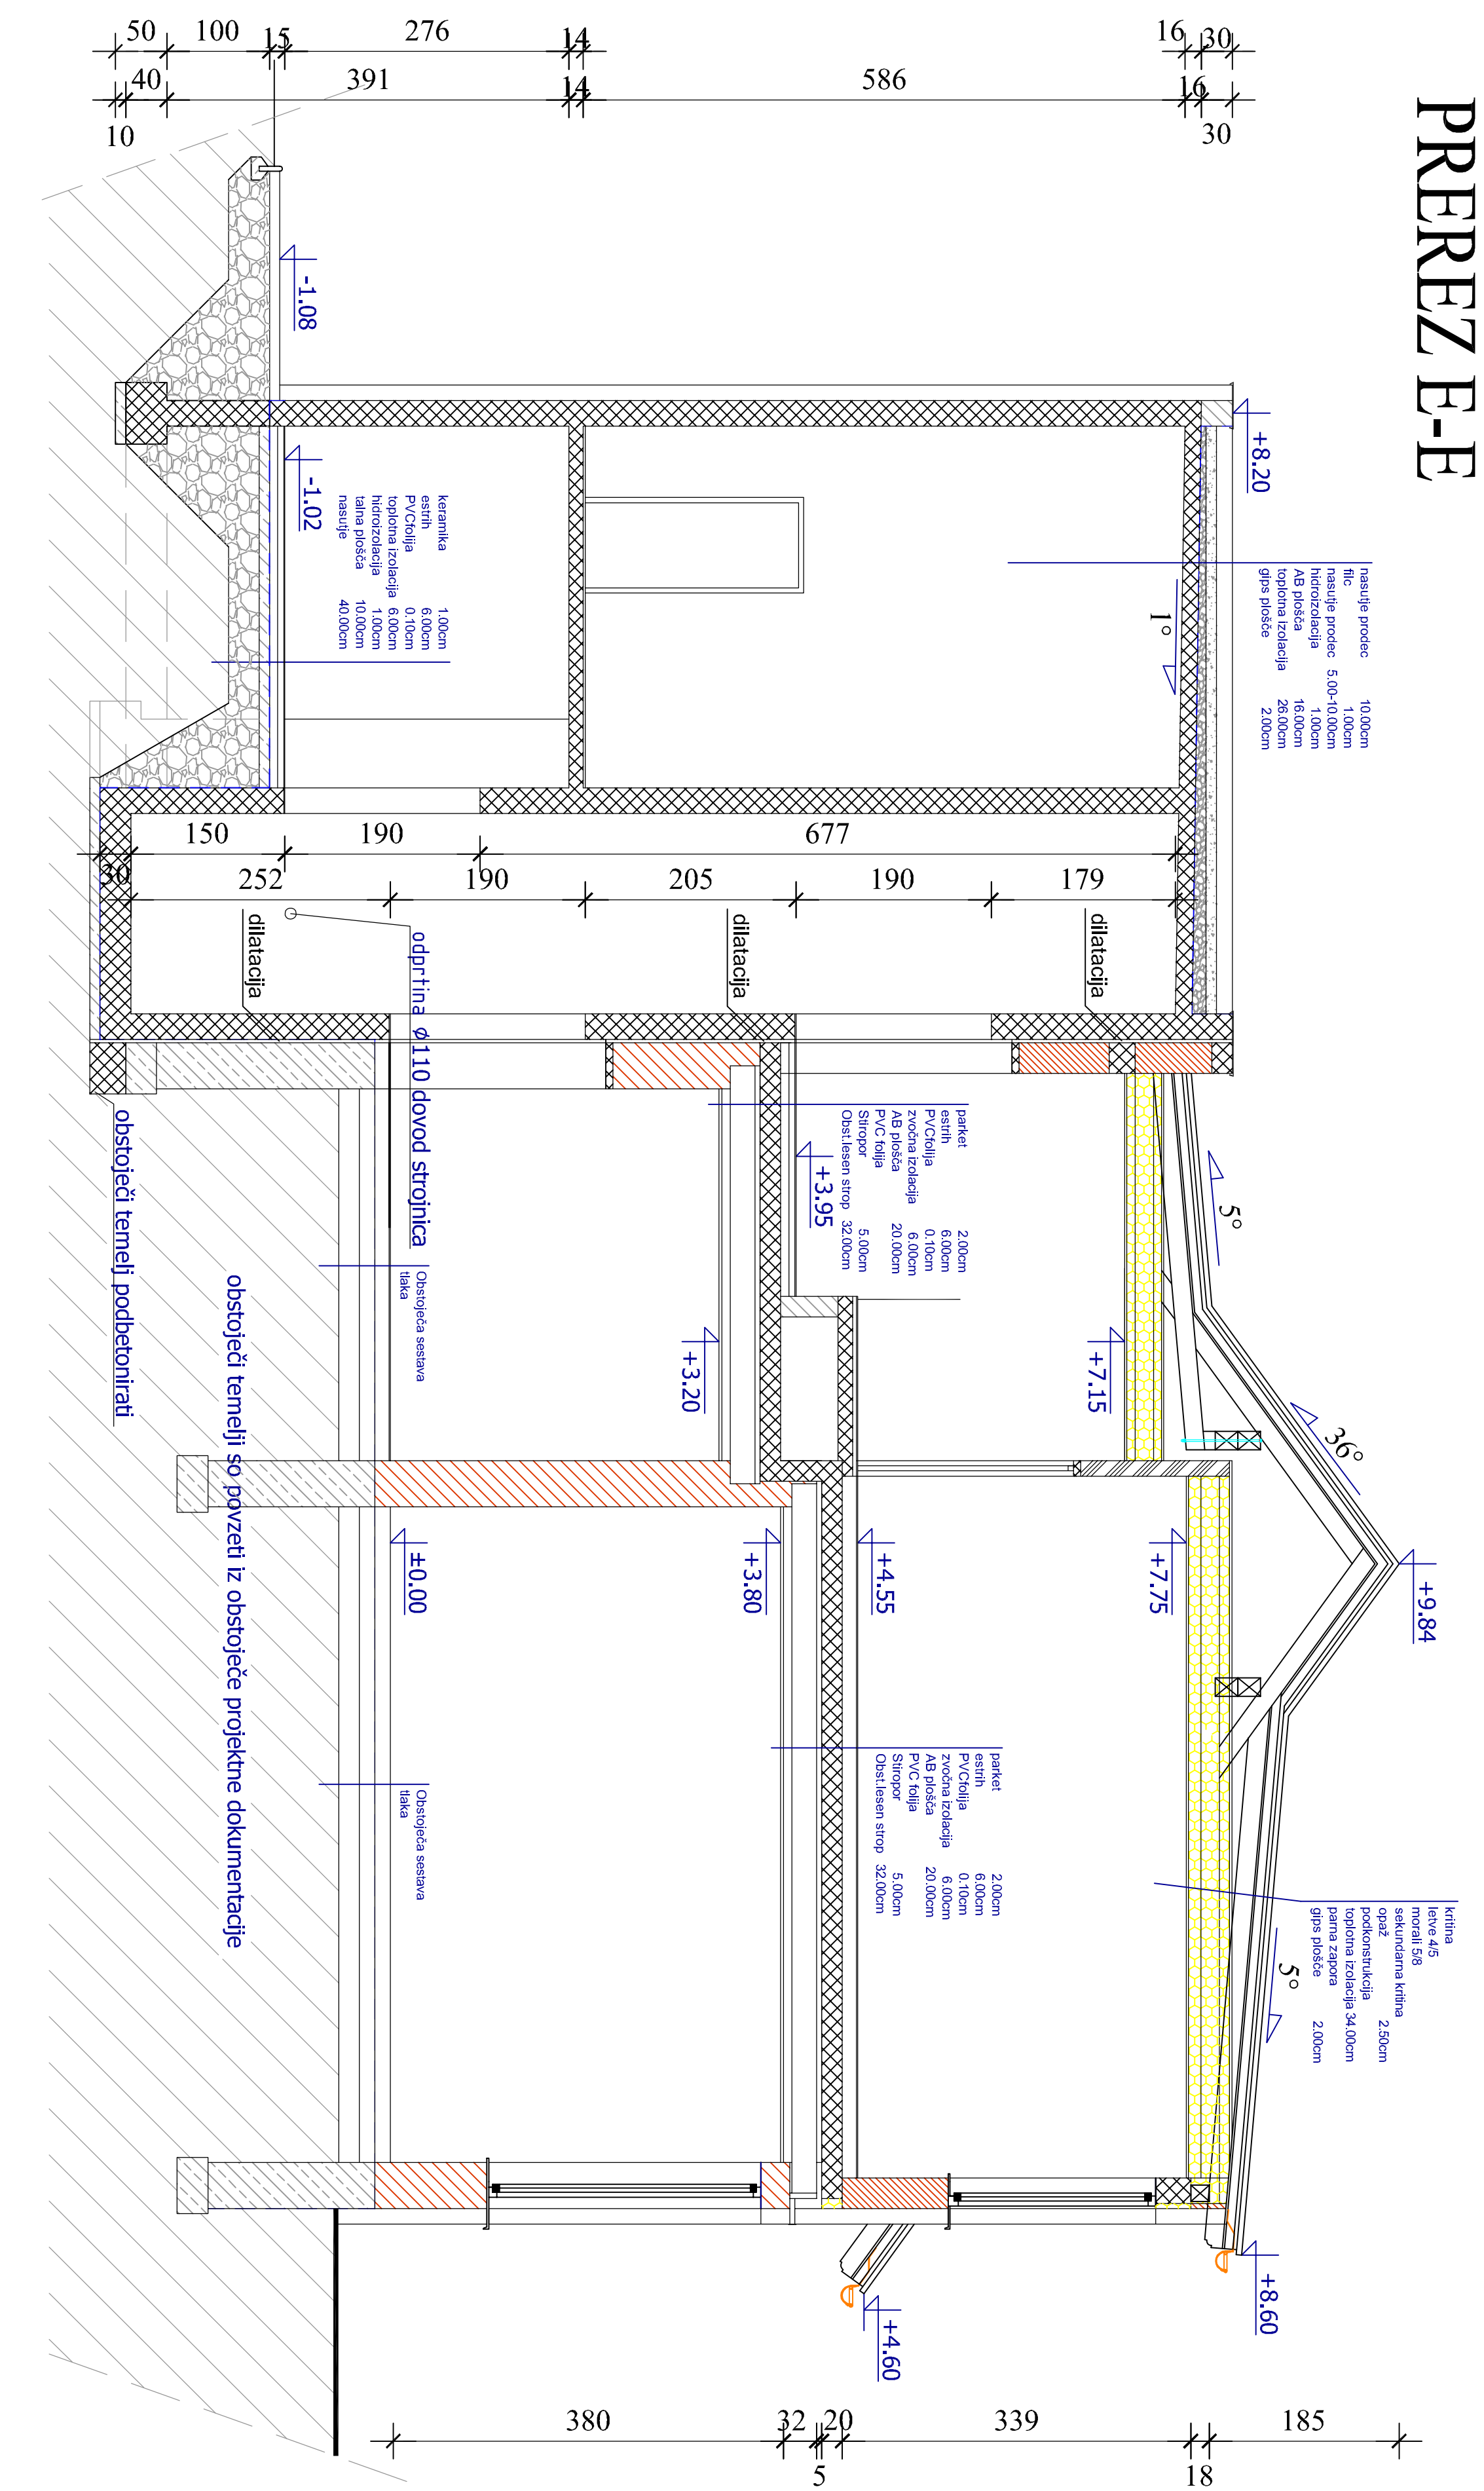 PREREZ E-E
50 100 15 276 14 16 30
10 40 391 14 586 16 30
-1.08
+8.20
-1.02
keramika 1.00cm
estrih 6.00cm
PVCfolija 0.10cm
toplotna izolacija 6.00cm
hidroizolacija 1.00cm
talna plošča 10.00cm
nasutje 40.00cm
nasutje prodec 10.00cm
filc 1.00cm
nasutje prodec 5.00-10.00cm
hidroizolacija 1.00cm
AB plošča 16.00cm
toplotna izolacija 26.00cm
gips plošče 2.00cm
1°
150 190 677
30 252 190 205 190 179
dilatacija
dilatacija
dilatacija
odprtina ϕ110 dovod strojnica
obstoječi temelj podbetonirati
parket 2.00cm
estrih 6.00cm
PVCfolija 0.10cm
zvočna izolacija 6.00cm
AB plošča 20.00cm
PVC folija
Stiropor 5.00cm
Obst.lesen strop 32.00cm
+3.95
5°
Obstoječa sestava
tlaka
+3.20
+7.15
36°
obstoječi temelji so povzeti iz obstoječe projektne dokumentacije
±0.00
+3.80
+4.55
+7.75
+9.84
parket 2.00cm
estrih 6.00cm
PVCfolija 0.10cm
zvočna izolacija 6.00cm
AB plošča 20.00cm
PVC folija
Stiropor 5.00cm
Obst.lesen strop 32.00cm
Obstoječa sestava
tlaka
kritina
letve 4/5
morali 5/8
sekundarna kritina
opaž 2.50cm
podkonstrukcija
toplotna izolacija 34.00cm
parna zapora
gips plošče 2.00cm
5°
+8.60
+4.60
380 32 5 20 339 18 185